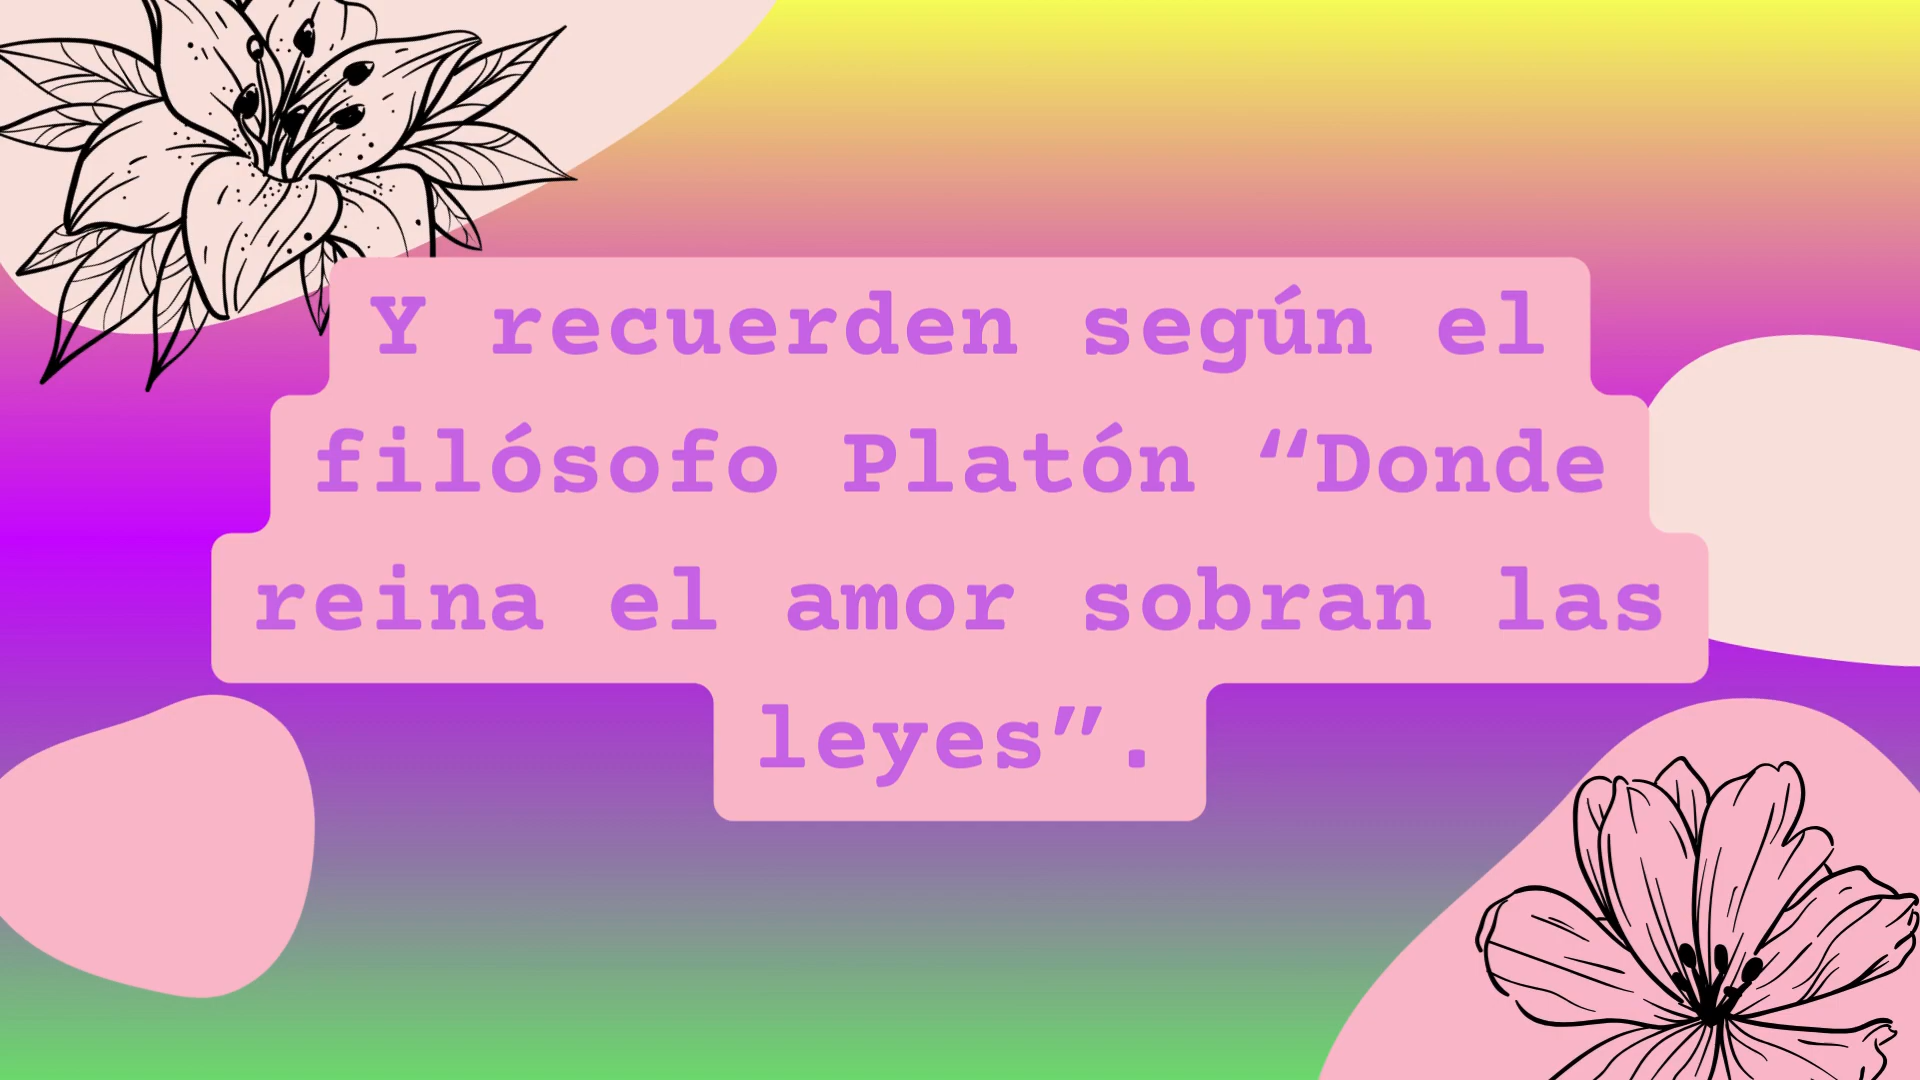 Y recuerden según el
filósofo Platón “Donde
reina el amor sobran las
leyes”.